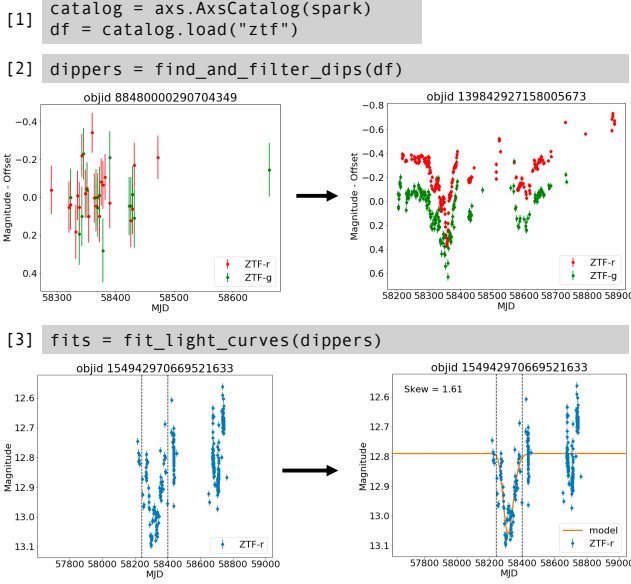 [1] catalog = axs.AxsCatalog(spark)
df = catalog.load("ztf")
[2] dippers = find_and_filter_dips(df)
objid 88480000290704349
Magnitude - Offset
−0.4
−0.2
0.0
0.2
0.4
58300 58400 58500 58600
MJD
ZTF-r
ZTF-g
objid 139842927158005673
Magnitude - Offset
−0.8
−0.6
−0.4
−0.2
0.0
0.2
0.4
0.6
58200 58300 58400 58500 58600 58700 58800 58900
MJD
ZTF-r
ZTF-g
[3] fits = fit_light_curves(dippers)
objid 154942970669521633
Magnitude
12.6
12.7
12.8
12.9
13.0
13.1
57800 58000 58200 58400 58600 58800 59000
MJD
ZTF-r
objid 154942970669521633
Skew = 1.61
Magnitude
12.6
12.7
12.8
12.9
13.0
13.1
57800 58000 58200 58400 58600 58800 59000
MJD
model
ZTF-r